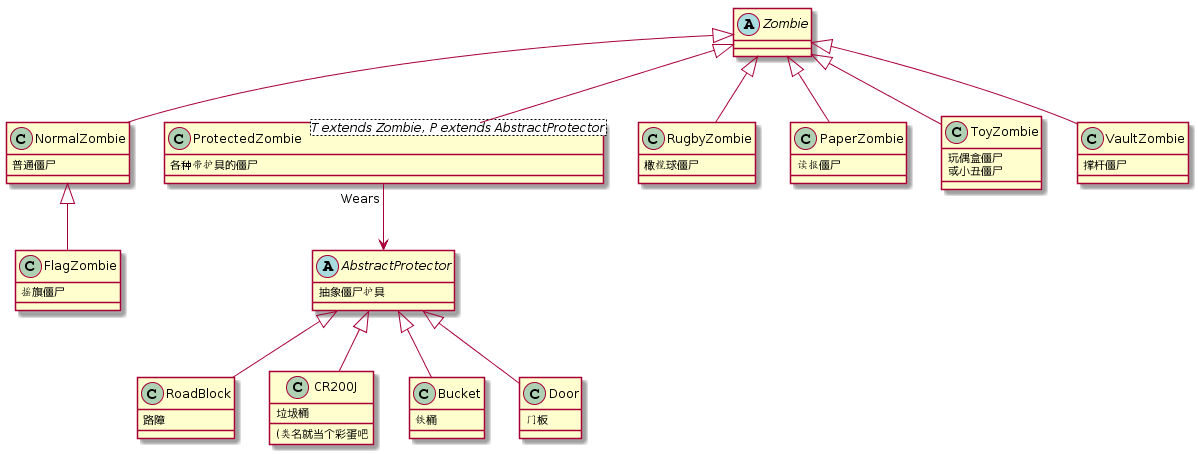 A Zombie
C NormalZombie
普通僵尸
C ProtectedZombie
T extends Zombie, P extends AbstractProtector
各种带护具的僵尸
C RugbyZombie
橄榄球僵尸
C PaperZombie
读报僵尸
C ToyZombie
玩偶盒僵尸
或小丑僵尸
C VaultZombie
撑杆僵尸
Wears
C FlagZombie
摇旗僵尸
A AbstractProtector
抽象僵尸护具
C RoadBlock
路障
C CR200J
垃圾桶
(类名就当个彩蛋吧
C Bucket
铁桶
C Door
门板